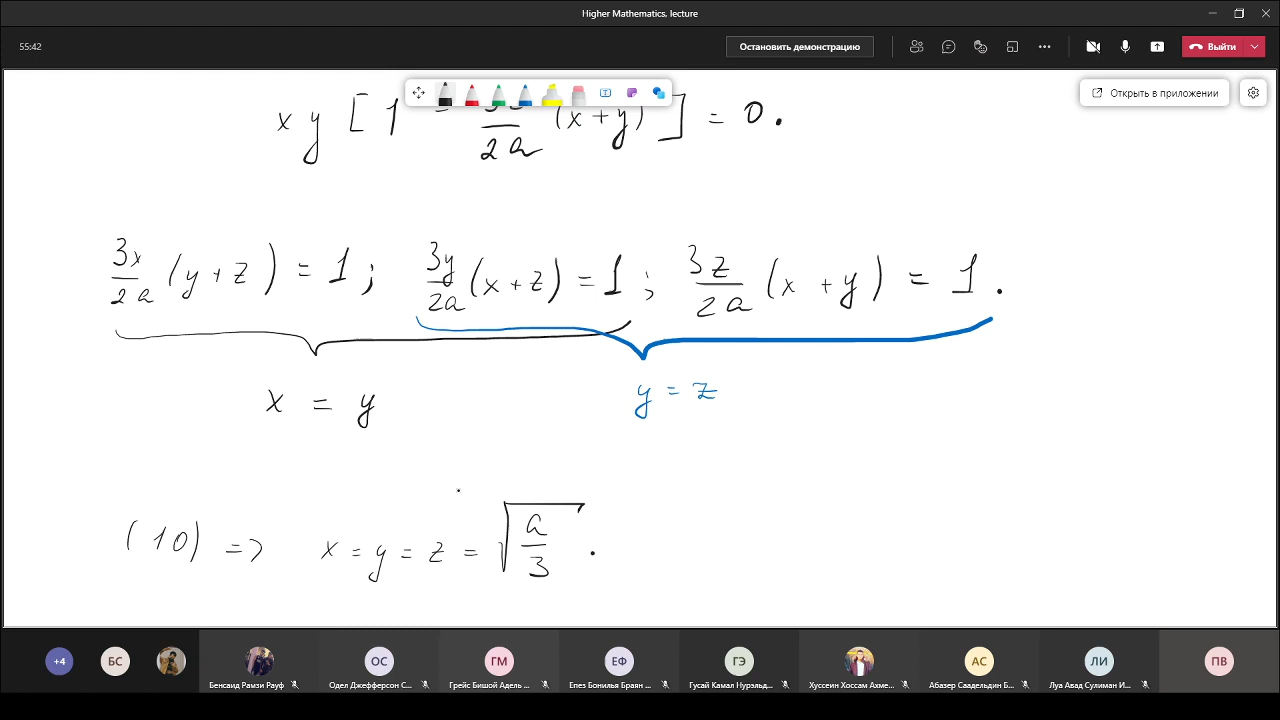 Higher Mathematics, lecture
55:42
Остановить демонстрацию
Выйти
Открыть в приложении
x y [ 1 - (x+y) ] = 0 .
2a
3x/2a (y+z) = 1 ; 3y/2a (x+z) = 1 ; 3z/2a (x+y) = 1 .
x = y
y = z
(10) => x = y = z = √(a/3) .
+4
БС
ОС
ГМ
ЕФ
ГЭ
АС
ЛИ
ПВ
Бенсаид Рамзи Рауф
Одел Джефферсон С...
Грейс Бишой Адель ...
Епез Бонилья Браян ...
Гусай Камал Нурэльд...
Хуссеин Хоссам Ахме...
Абазер Саадельдин Б...
Луа Авад Сулиман И...